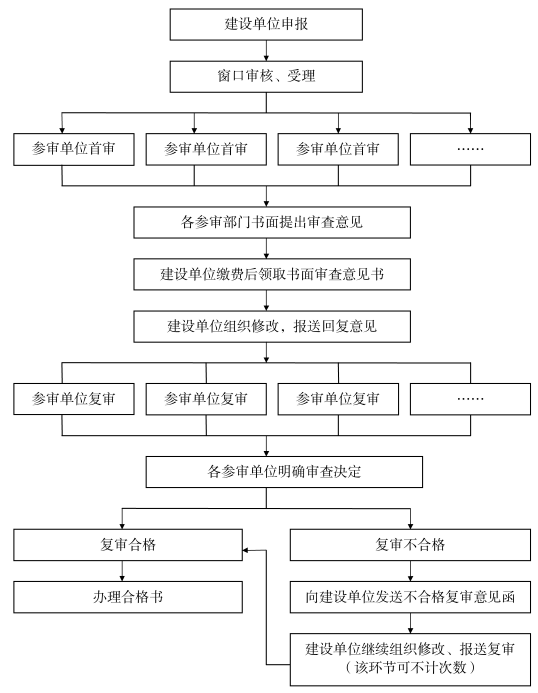 建设单位申报
窗口审核、受理
参审单位首审
参审单位首审
参审单位首审
……
各参审部门书面提出审查意见
建设单位缴费后领取书面审查意见书
建设单位组织修改，报送回复意见
参审单位复审
参审单位复审
参审单位复审
……
各参审单位明确审查决定
复审合格
复审不合格
办理合格书
向建设单位发送不合格复审意见函
建设单位继续组织修改、报送复审
（该环节可不计次数）